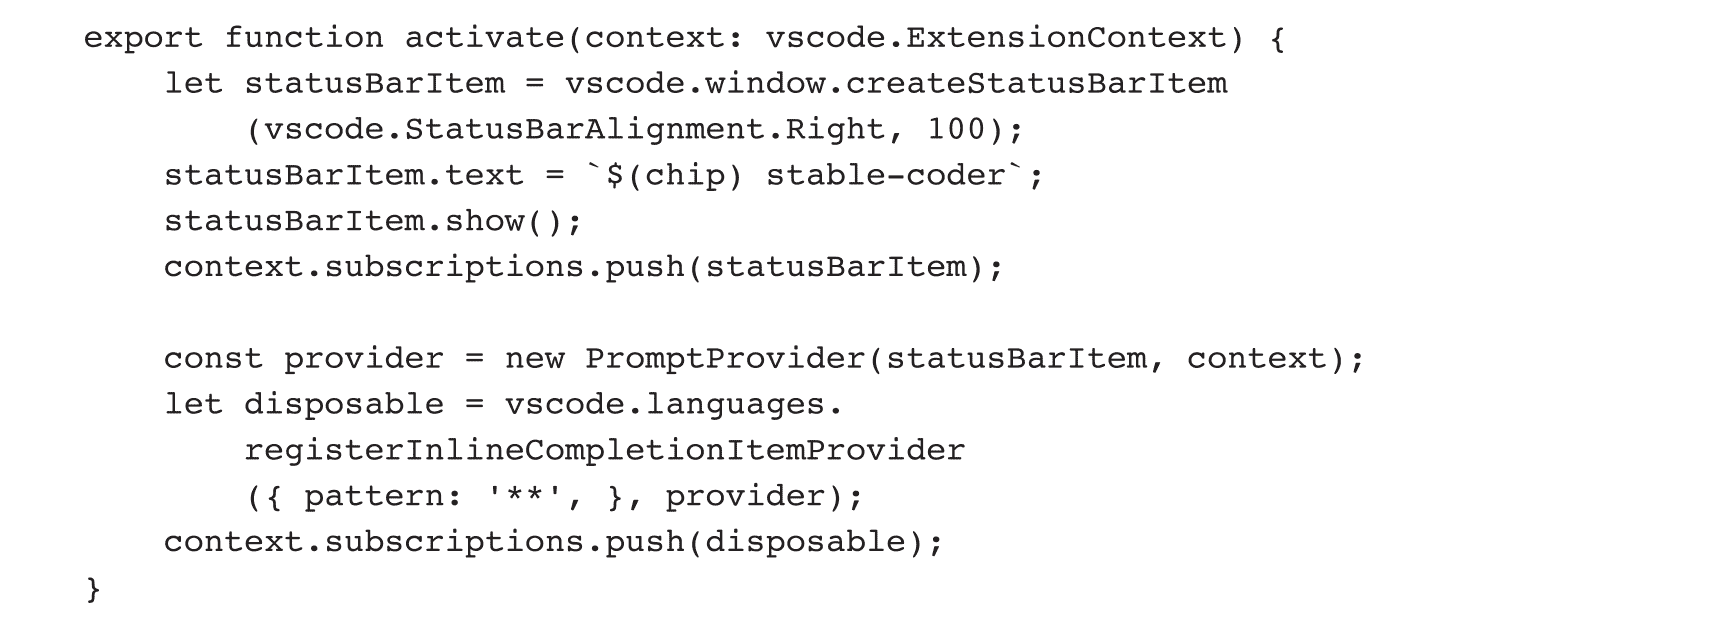 export function activate(context: vscode.ExtensionContext) {
    let statusBarItem = vscode.window.createStatusBarItem
        (vscode.StatusBarAlignment.Right, 100);
    statusBarItem.text = `$(chip) stable-coder`;
    statusBarItem.show();
    context.subscriptions.push(statusBarItem);

    const provider = new PromptProvider(statusBarItem, context);
    let disposable = vscode.languages.
        registerInlineCompletionItemProvider
        ({ pattern: '**', }, provider);
    context.subscriptions.push(disposable);
}